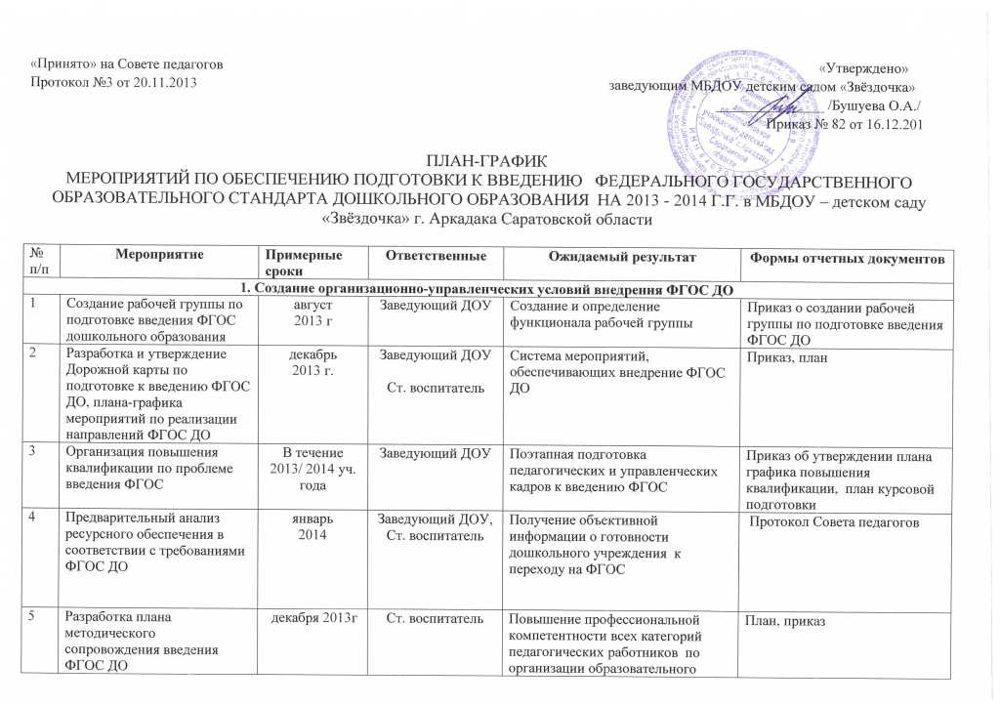 «Принято» на Совете педагогов
Протокол №3 от 20.11.2013
«Утверждено»
заведующим МБДОУ детским садом «Звёздочка»
/Бушуева О.А./
Приказ № 82 от 16.12.201
ПЛАН-ГРАФИК
МЕРОПРИЯТИЙ ПО ОБЕСПЕЧЕНИЮ ПОДГОТОВКИ К ВВЕДЕНИЮ ФЕДЕРАЛЬНОГО ГОСУДАРСТВЕННОГО
ОБРАЗОВАТЕЛЬНОГО СТАНДАРТА ДОШКОЛЬНОГО ОБРАЗОВАНИЯ НА 2013 - 2014 Г.Г. в МБДОУ – детском саду
«Звёздочка» г. Аркадака Саратовской области
№ п/п
Мероприятие
Примерные
сроки
Ответственные
Ожидаемый результат
Формы отчетных документов
1. Создание организационно-управленческих условий внедрения ФГОС ДО
1
Создание рабочей группы по
подготовке введения ФГОС
дошкольного образования
август
2013 г
Заведующий ДОУ
Создание и определение
функционала рабочей группы
Приказ о создании рабочей
группы по подготовке введения
ФГОС ДО
2
Разработка и утверждение
Дорожной карты по
подготовке к введению ФГОС
ДО, плана-графика
мероприятий по реализации
направлений ФГОС ДО
декабрь
2013 г.
Заведующий ДОУ
Ст. воспитатель
Система мероприятий,
обеспечивающих внедрение ФГОС
ДО
Приказ, план
3
Организация повышения
квалификации по проблеме
введения ФГОС
В течение
2013/ 2014 уч.
года
Заведующий ДОУ
Поэтапная подготовка
педагогических и управленческих
кадров к введению ФГОС
Приказ об утверждении плана
графика повышения
квалификации, план курсовой
подготовки
4
Предварительный анализ
ресурсного обеспечения в
соответствии с требованиями
ФГОС ДО
январь
2014
Заведующий ДОУ,
Ст. воспитатель
Получение объективной
информации о готовности
дошкольного учреждения к
переходу на ФГОС
Протокол Совета педагогов
5
Разработка плана
методического
сопровождения введения
ФГОС ДО
декабря 2013г
Ст. воспитатель
Повышение профессиональной
компетентности всех категорий
педагогических работников по
организации образовательного
План, приказ